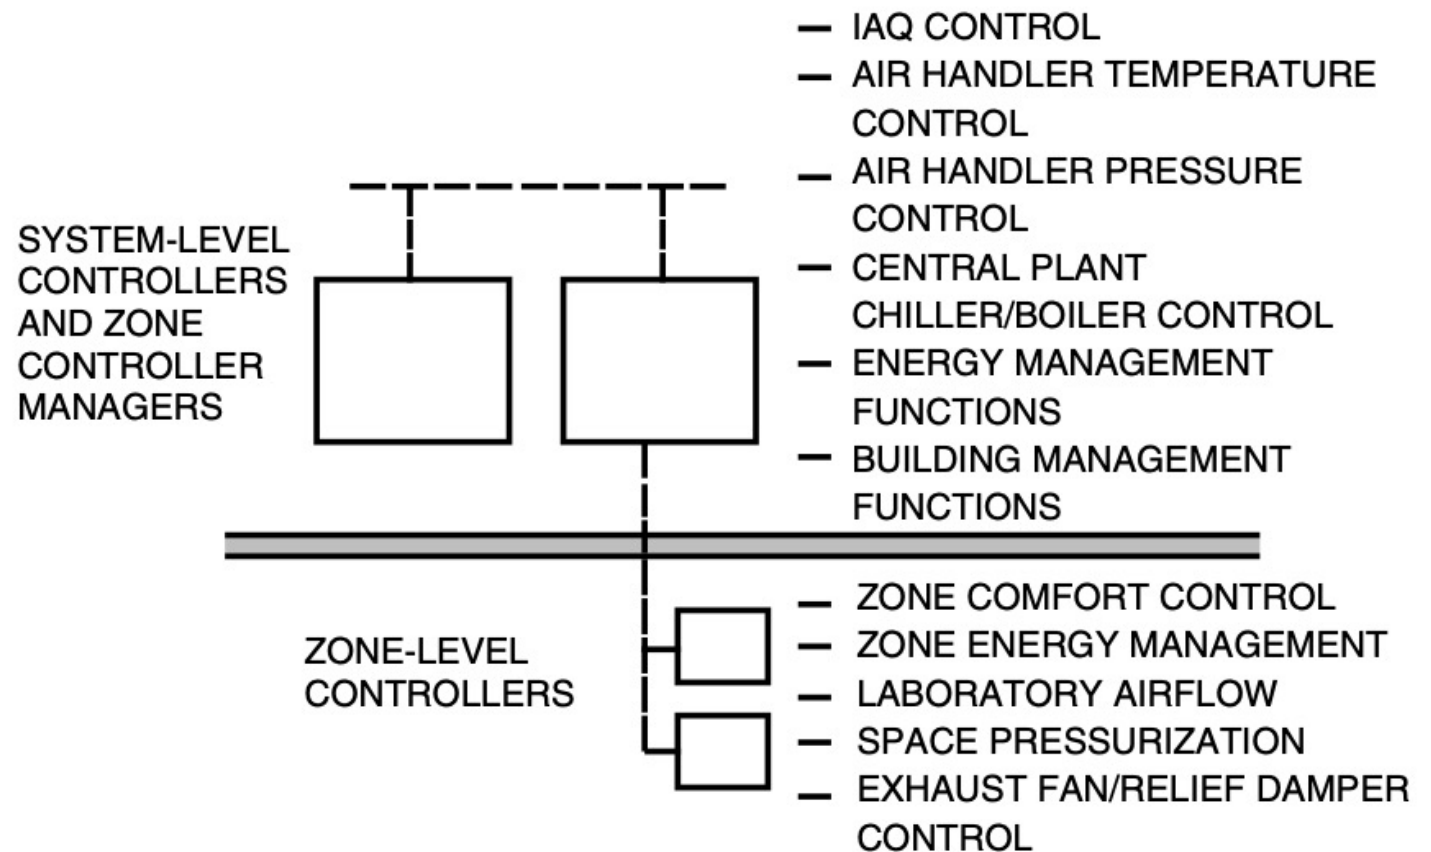 SYSTEM-LEVEL
CONTROLLERS
AND ZONE
CONTROLLER
MANAGERS
— IAQ CONTROL
— AIR HANDLER TEMPERATURE
CONTROL
— AIR HANDLER PRESSURE
CONTROL
— CENTRAL PLANT
CHILLER/BOILER CONTROL
— ENERGY MANAGEMENT
FUNCTIONS
— BUILDING MANAGEMENT
FUNCTIONS
ZONE-LEVEL
CONTROLLERS
— ZONE COMFORT CONTROL
— ZONE ENERGY MANAGEMENT
— LABORATORY AIRFLOW
— SPACE PRESSURIZATION
— EXHAUST FAN/RELIEF DAMPER
CONTROL